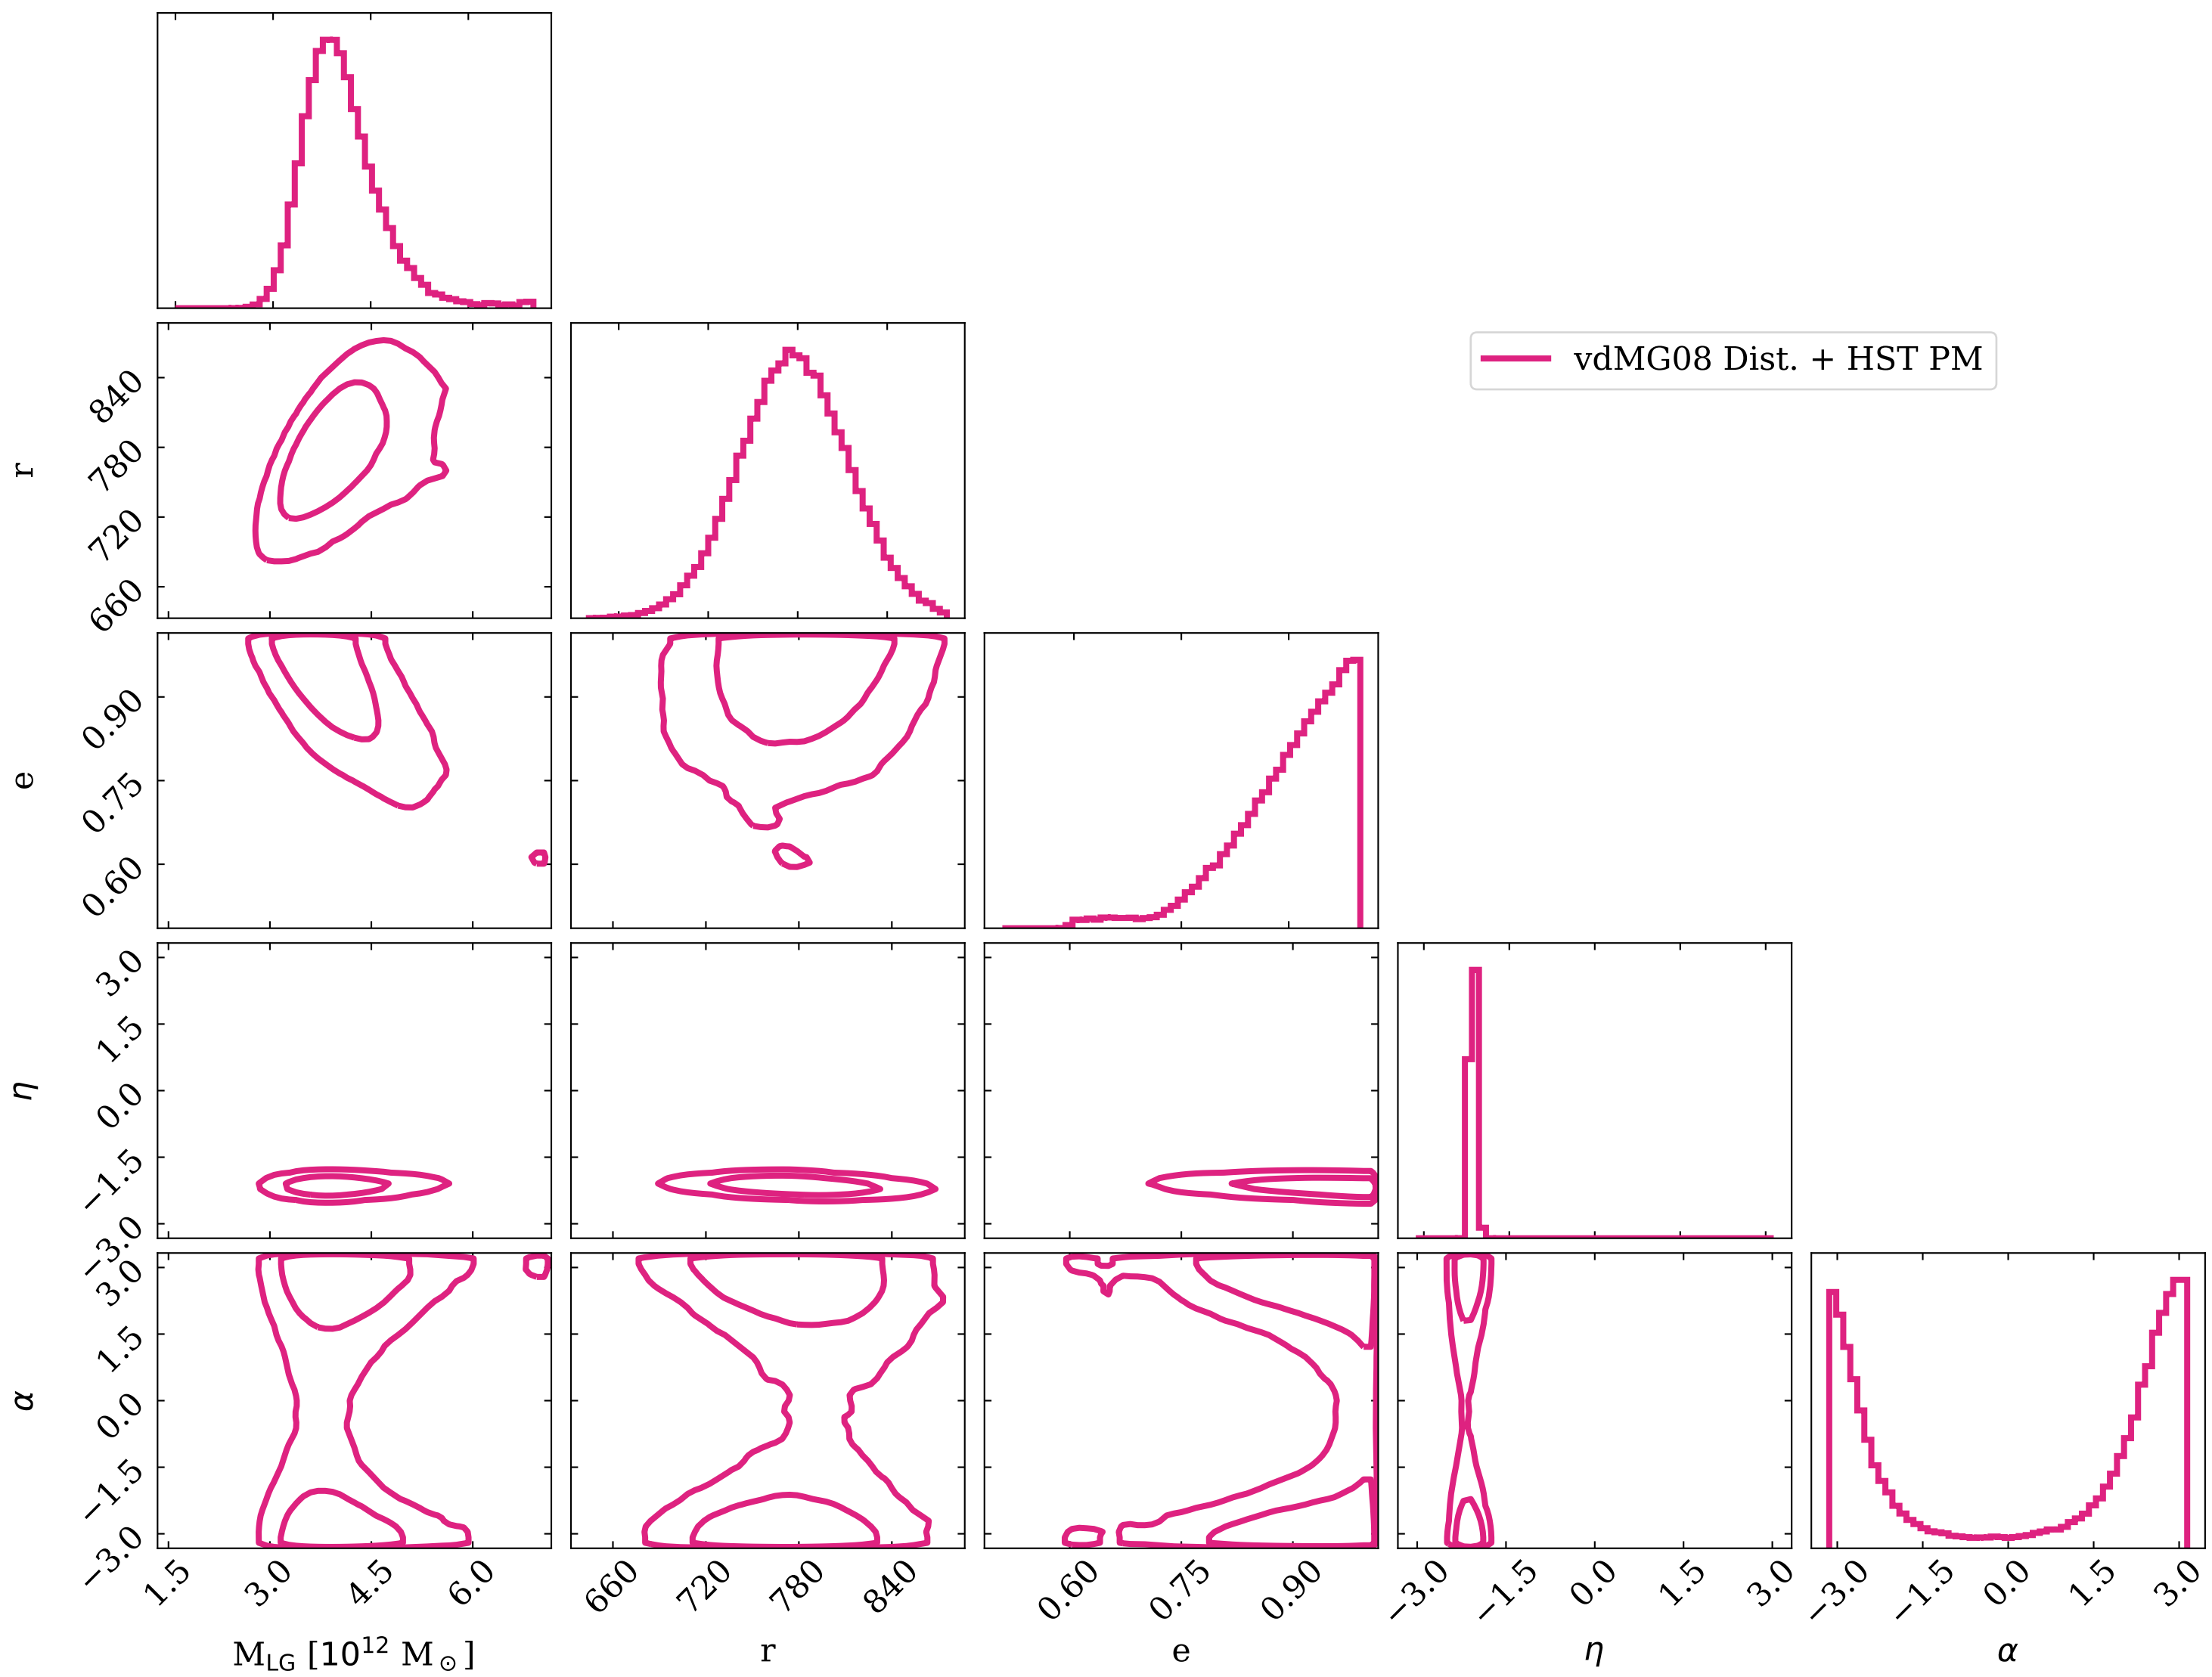 vdMG08 Dist. + HST PM
r
840
780
720
660
e
0.90
0.75
0.60
η
3.0
1.5
0.0
−1.5
−3.0
α
3.0
1.5
0.0
−1.5
−3.0
1.5 3.0 4.5 6.0 660 720 780 840 0.60 0.75 0.90 −3.0 −1.5 0.0 1.5 3.0 −3.0 −1.5 0.0 1.5 3.0
M_LG [10^12 M_⊙] r e η α